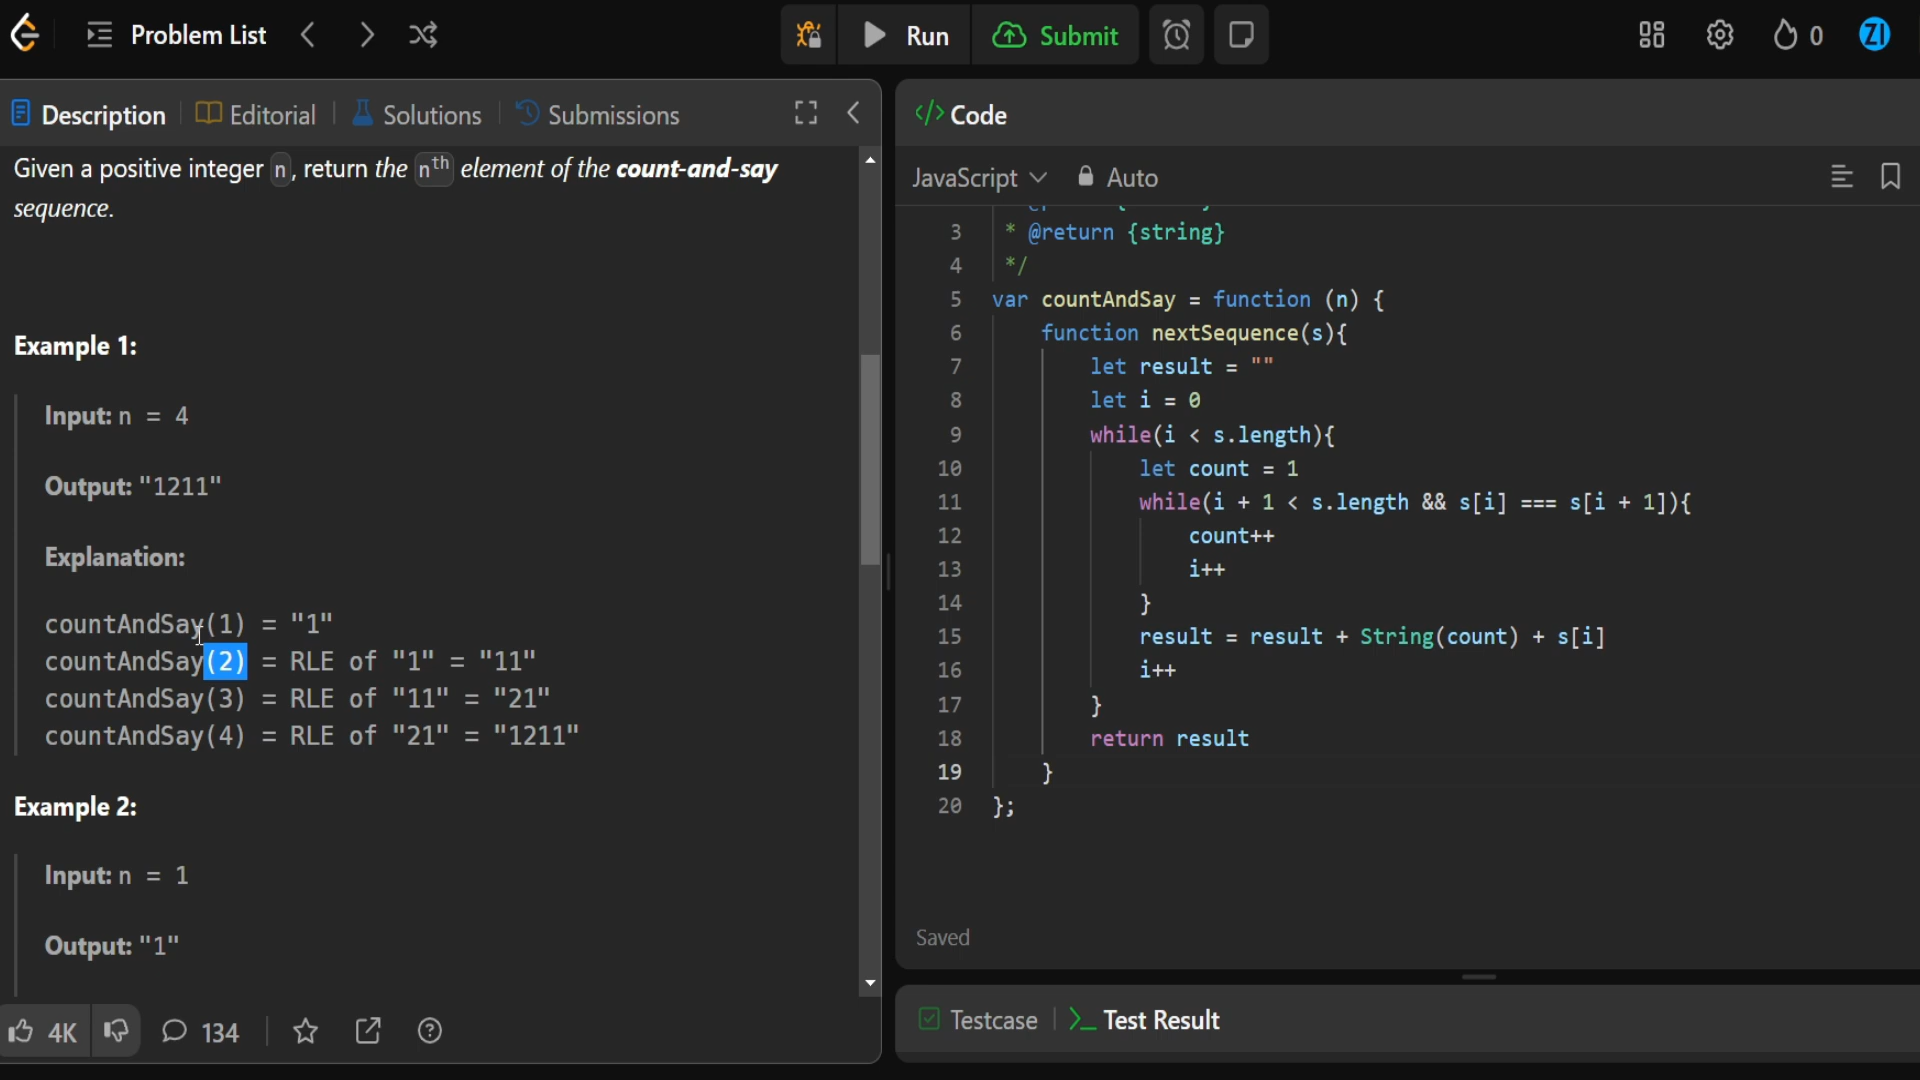 Problem List
Run
Submit
0
ZI
Description
Editorial
Solutions
Submissions
Given a positive integer n, return the nth element of the count-and-say
sequence.
Example 1:
Input: n = 4
Output: "1211"
Explanation:
countAndSay(1) = "1"
countAndSay(2) = RLE of "1" = "11"
countAndSay(3) = RLE of "11" = "21"
countAndSay(4) = RLE of "21" = "1211"
Example 2:
Input: n = 1
Output: "1"
4K
134
</> Code
JavaScript
Auto
3 * @return {string}
4 */
5 var countAndSay = function (n) {
6 function nextSequence(s){
7 let result = ""
8 let i = 0
9 while(i < s.length){
10 let count = 1
11 while(i + 1 < s.length && s[i] === s[i + 1]){
12 count++
13 i++
14 }
15 result = result + String(count) + s[i]
16 i++
17 }
18 return result
19 }
20 };
Saved
Testcase
Test Result